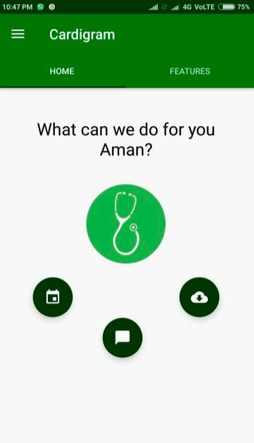 10:47 PM 4G VoLTE 75%
Cardigram
HOME FEATURES
What can we do for you
Aman?